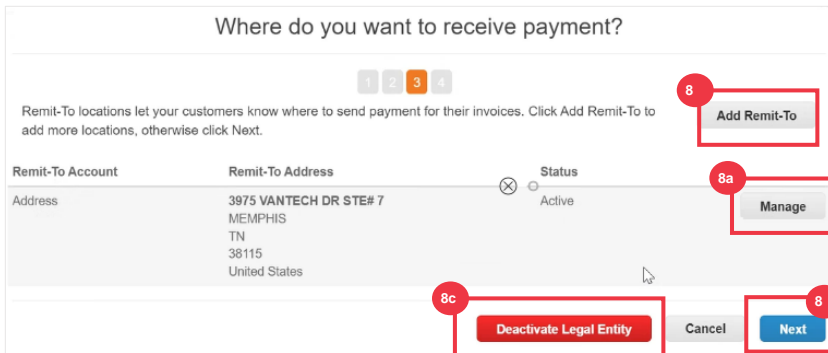 Where do you want to receive payment?
1 2 3 4
8
Remit-To locations let your customers know where to send payment for their invoices. Click Add Remit-To to
add more locations, otherwise click Next.
Add Remit-To
Remit-To Account Remit-To Address Status
8a
Address 3975 VANTECH DR STE# 7 Active
Manage
MEMPHIS
TN
38115
United States
8c
8
Deactivate Legal Entity Cancel Next